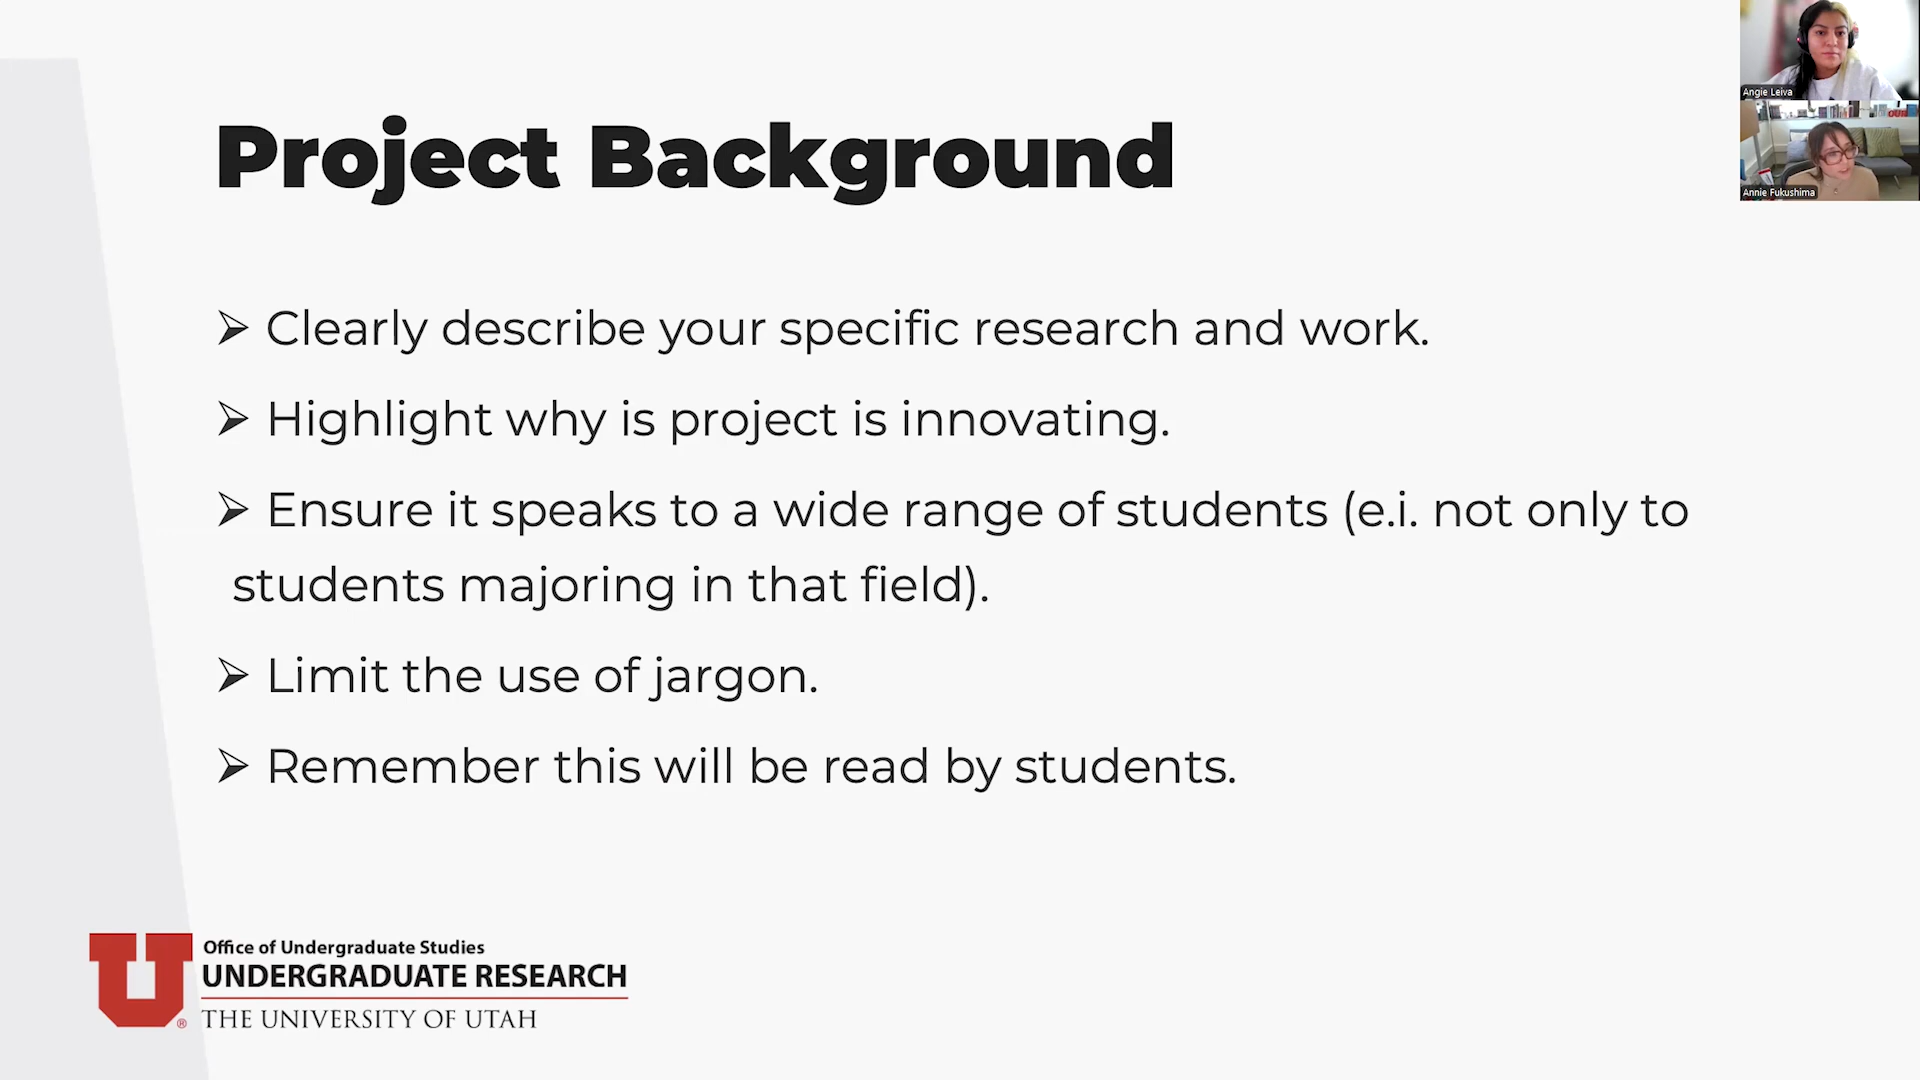 Project Background
➢ Clearly describe your specific research and work.
➢ Highlight why is project is innovating.
➢ Ensure it speaks to a wide range of students (e.i. not only to
students majoring in that field).
➢ Limit the use of jargon.
➢ Remember this will be read by students.
Office of Undergraduate Studies
UNDERGRADUATE RESEARCH
THE UNIVERSITY OF UTAH
U®
Angie Leiva
OUR
Annie Fukushima